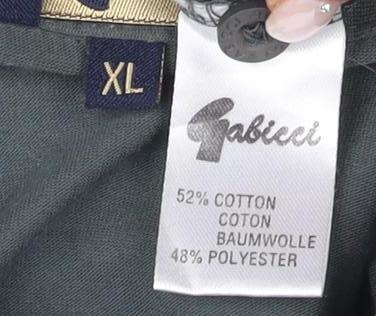 XL
Gabicci
52% COTTON
COTON
BAUMWOLLE
48% POLYESTER